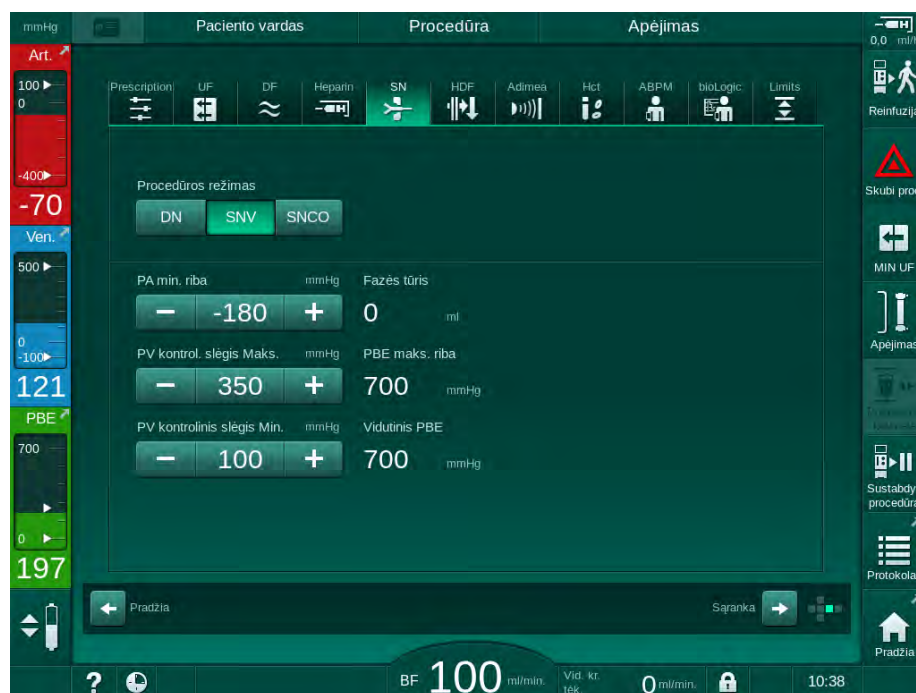 mmHg Paciento vardas Procedūra Apėjimas
0,0 ml/h
Art.
100
0
-400
-70
Ven.
500
0
-100
121
PBE
700
0
197
Prescription UF DF Heparin SN HDF Adimea Hct ABPM bioLogic Limits
Procedūros režimas
DN SNV SNCO
PA min. riba mmHg Fazės tūris
− -180 + 0 ml
PV kontrol. slėgis Maks. mmHg PBE maks. riba
− 350 + 700 mmHg
PV kontrolinis slėgis Min. mmHg Vidutinis PBE
− 100 + 700 mmHg
Pradžia Sąranka
Reinfuzija
Skubi proc
MIN UF
Apėjimas
Sustabdy
procedūra
Protokola
Pradžia
? BF 100 ml/min. Vid. kr.
tėk. 0 ml/min. 10:38